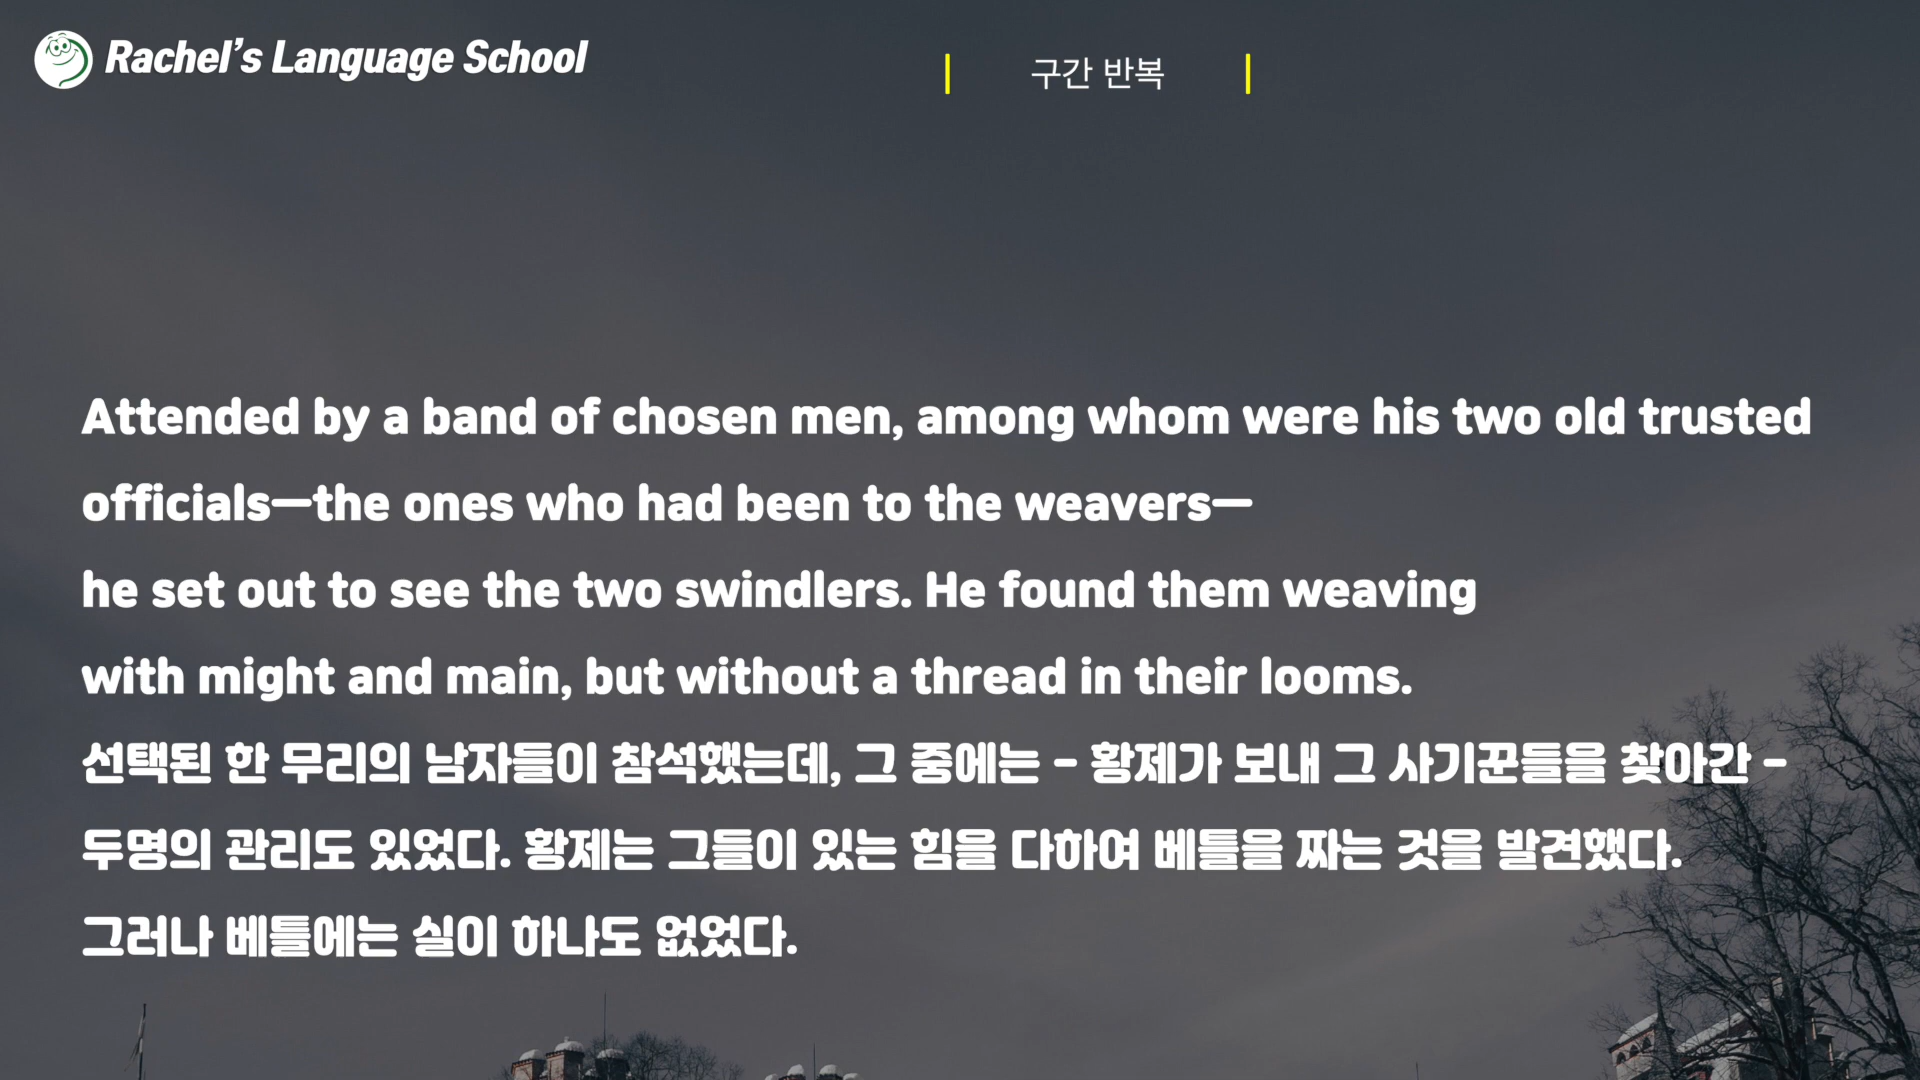 Rachel's Language School
구간 반복
Attended by a band of chosen men, among whom were his two old trusted
officials—the ones who had been to the weavers—
he set out to see the two swindlers. He found them weaving
with might and main, but without a thread in their looms.
선택된 한 무리의 남자들이 참석했는데, 그 중에는 – 황제가 보내 그 사기꾼들을 찾아간 –
두명의 관리도 있었다. 황제는 그들이 있는 힘을 다하여 베틀을 짜는 것을 발견했다.
그러나 베틀에는 실이 하나도 없었다.